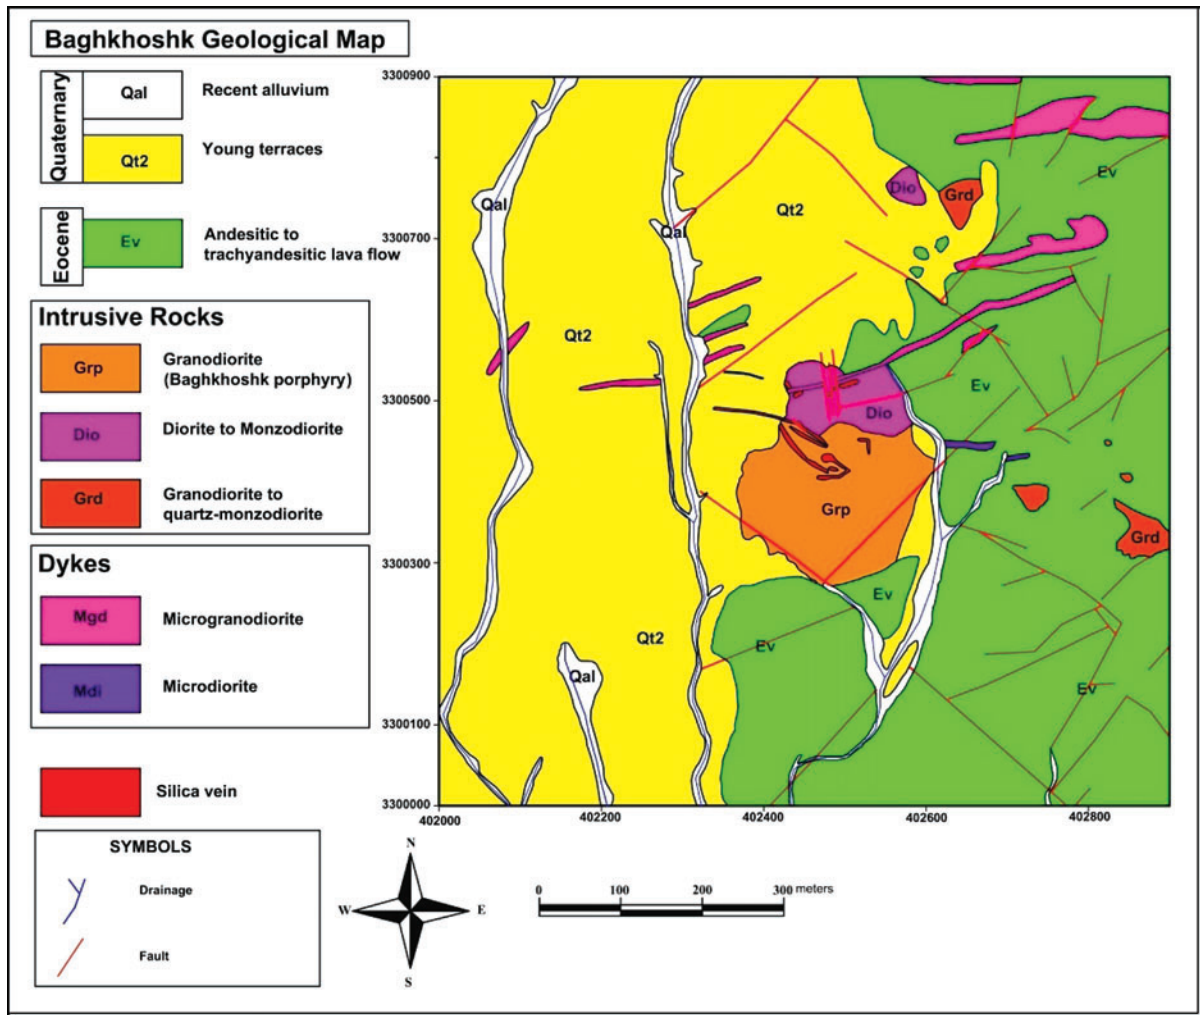 Baghkhoshk Geological Map
Quaternary
Qal
Recent alluvium
Qt2
Young terraces
Eocene
Ev
Andesitic to
trachyandesitic lava flow
Intrusive Rocks
Grp
Granodiorite
(Baghkhoshk porphyry)
Dio
Diorite to Monzodiorite
Grd
Granodiorite to
quartz-monzodiorite
Dykes
Mgd
Microgranodiorite
Mdi
Microdiorite
Silica vein
SYMBOLS
Drainage
Fault
3300900
3300700
3300500
3300300
3300100
3300000
402000
402200
402400
402600
402800
Ev
Dio
Grd
Qal
Qt2
Qal
Qt2
Ev
Dio
Grp
Grd
Ev
Qt2
Ev
Qal
Ev
N
W
E
S
0
100
200
300 meters